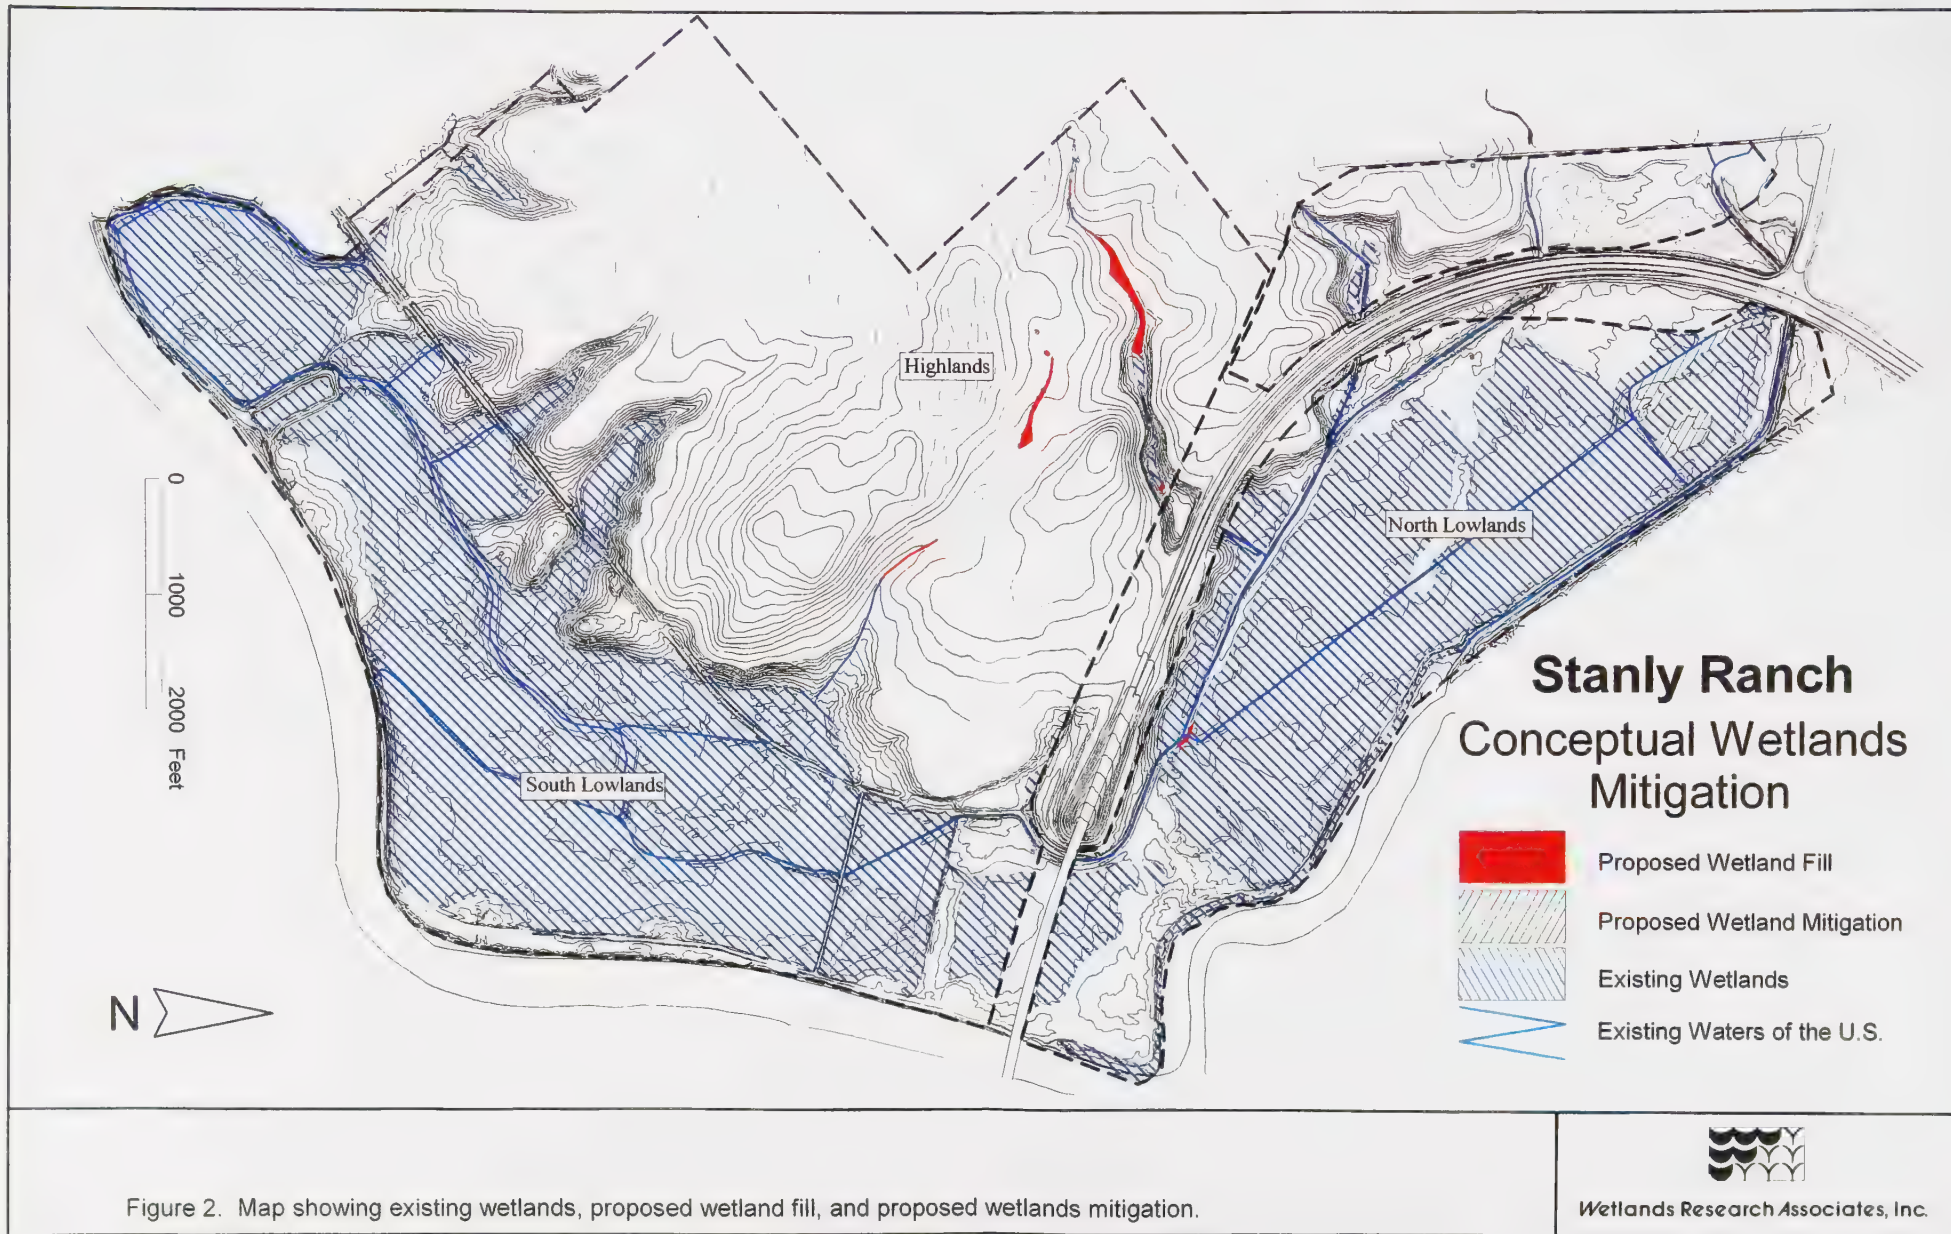 Highlands
North Lowlands
South Lowlands
0
1000
2000 Feet
N
Stanly Ranch
Conceptual Wetlands
Mitigation
Proposed Wetland Fill
Proposed Wetland Mitigation
Existing Wetlands
Existing Waters of the U.S.
Figure 2. Map showing existing wetlands, proposed wetland fill, and proposed wetlands mitigation.
Wetlands Research Associates, Inc.